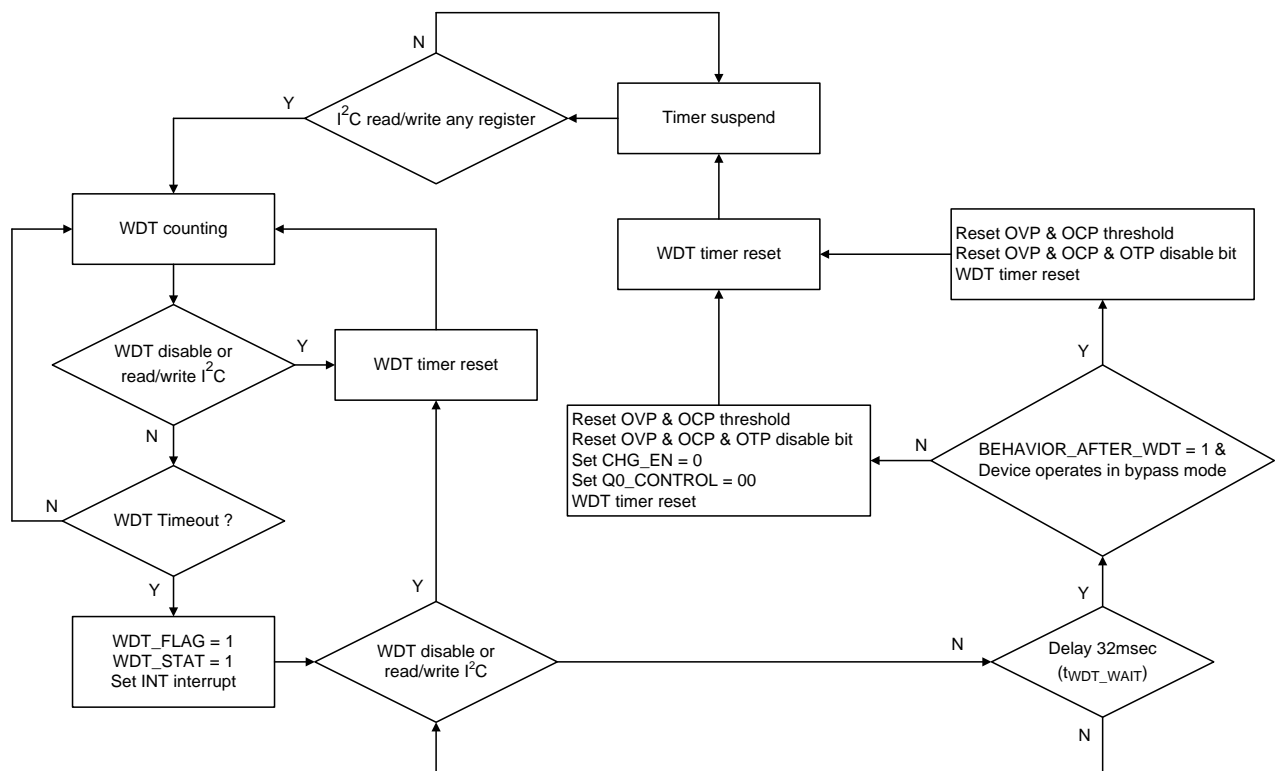 N
Y
I²C read/write any register
Timer suspend
WDT counting
WDT timer reset
Reset OVP & OCP threshold
Reset OVP & OCP & OTP disable bit
WDT timer reset
WDT disable or
read/write I²C
Y
WDT timer reset
Y
N
Reset OVP & OCP threshold
Reset OVP & OCP & OTP disable bit
Set CHG_EN = 0
Set Q0_CONTROL = 00
WDT timer reset
N
BEHAVIOR_AFTER_WDT = 1 &
Device operates in bypass mode
N
WDT Timeout ?
Y
Y
Y
WDT_FLAG = 1
WDT_STAT = 1
Set INT interrupt
WDT disable or
read/write I²C
N
Delay 32msec
(tWDT_WAIT)
N